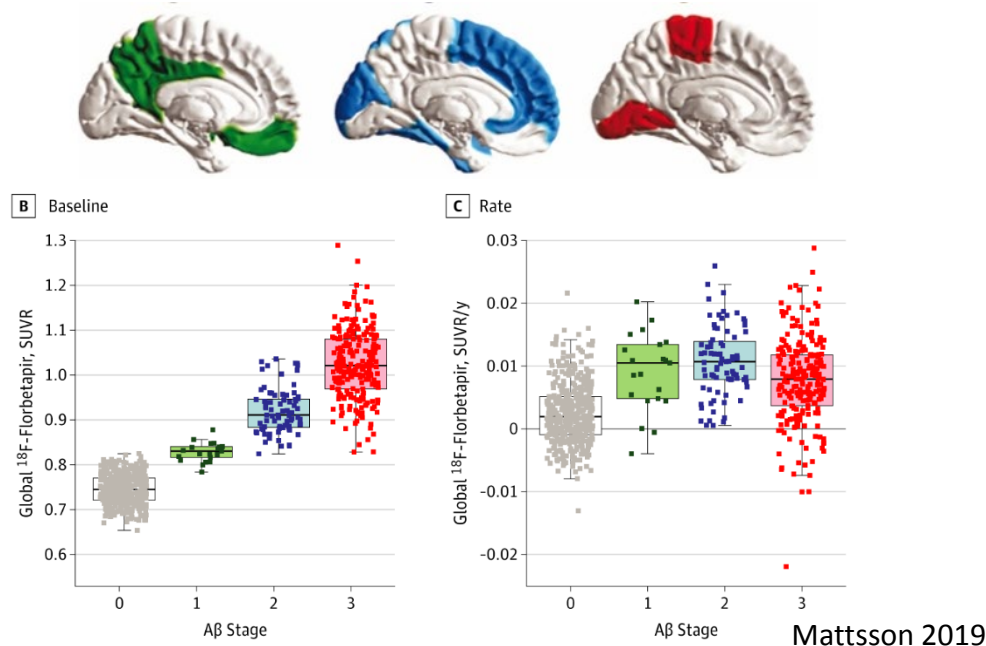 B Baseline
1.3
1.2
1.1
1.0
0.9
0.8
0.7
0.6
Global ¹⁸F-Florbetapir, SUVR
0 1 2 3
Aβ Stage
C Rate
0.03
0.02
0.01
0
-0.01
-0.02
Global ¹⁸F-Florbetapir, SUVR/y
0 1 2 3
Aβ Stage
Mattsson 2019